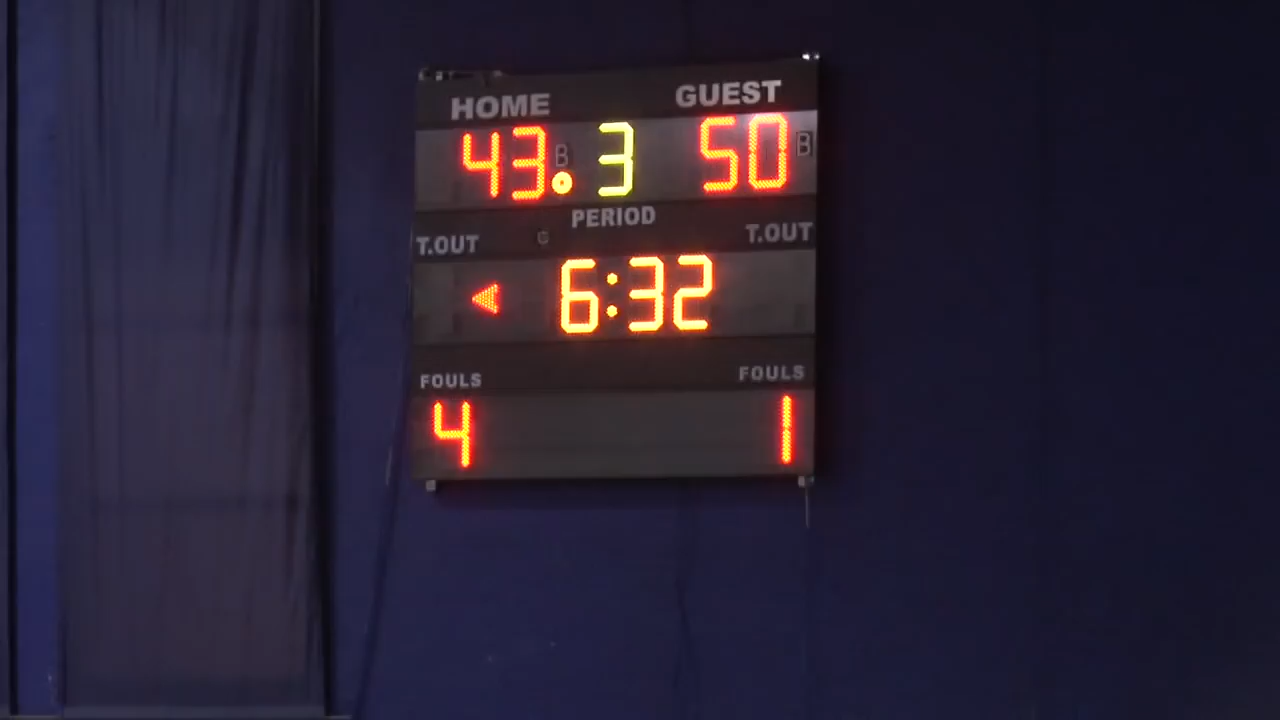 HOME GUEST
43 B 3 50 B
PERIOD
T.OUT T.OUT
6:32
FOULS FOULS
4 1